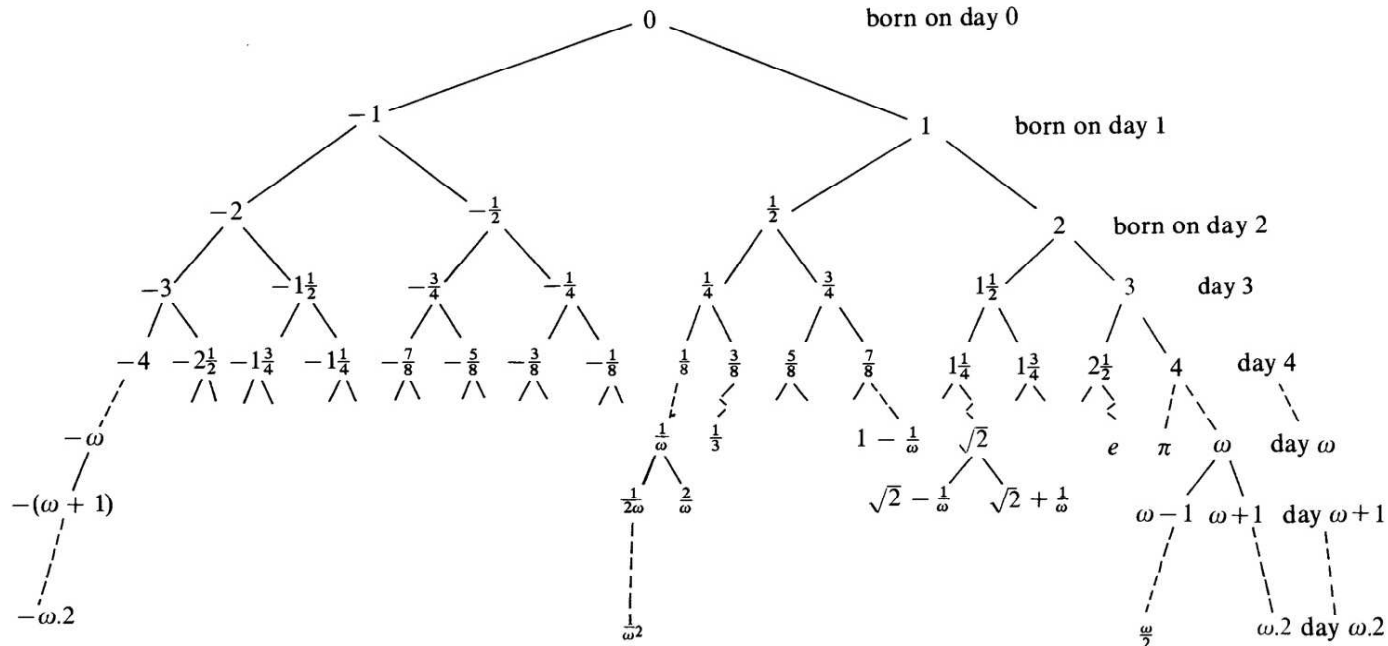 0 born on day 0
−1 1 born on day 1
−2 −½ ½ 2 born on day 2
−3 −1½ −¾ −¼ ¼ ¾ 1½ 3 day 3
−4 −2½ −1¾ −1¼ −⅞ −⅝ −⅜ −⅛ ⅛ ⅜ ⅝ ⅞ 1¼ 1¾ 2½ 4 day 4
−ω 1/ω ⅓ 1 − 1/ω √2 e π ω day ω
−(ω + 1) 1/2ω 2/ω √2 − 1/ω √2 + 1/ω ω−1 ω+1 day ω+1
−ω.2 1/ω² ω/2 ω.2 day ω.2